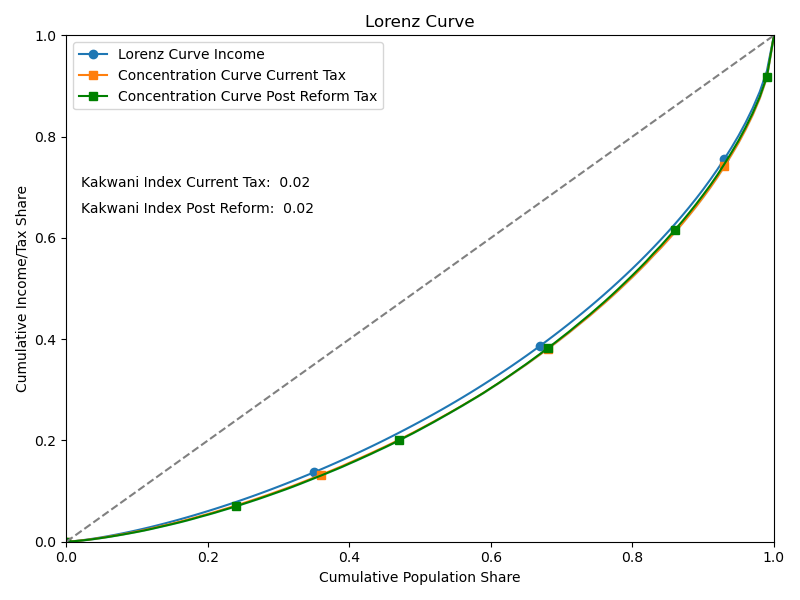 Lorenz Curve
Lorenz Curve Income
Concentration Curve Current Tax
Concentration Curve Post Reform Tax
Kakwani Index Current Tax:  0.02
Kakwani Index Post Reform:  0.02
Cumulative Income/Tax Share
1.0
0.8
0.6
0.4
0.2
0.0
0.0 0.2 0.4 0.6 0.8 1.0
Cumulative Population Share